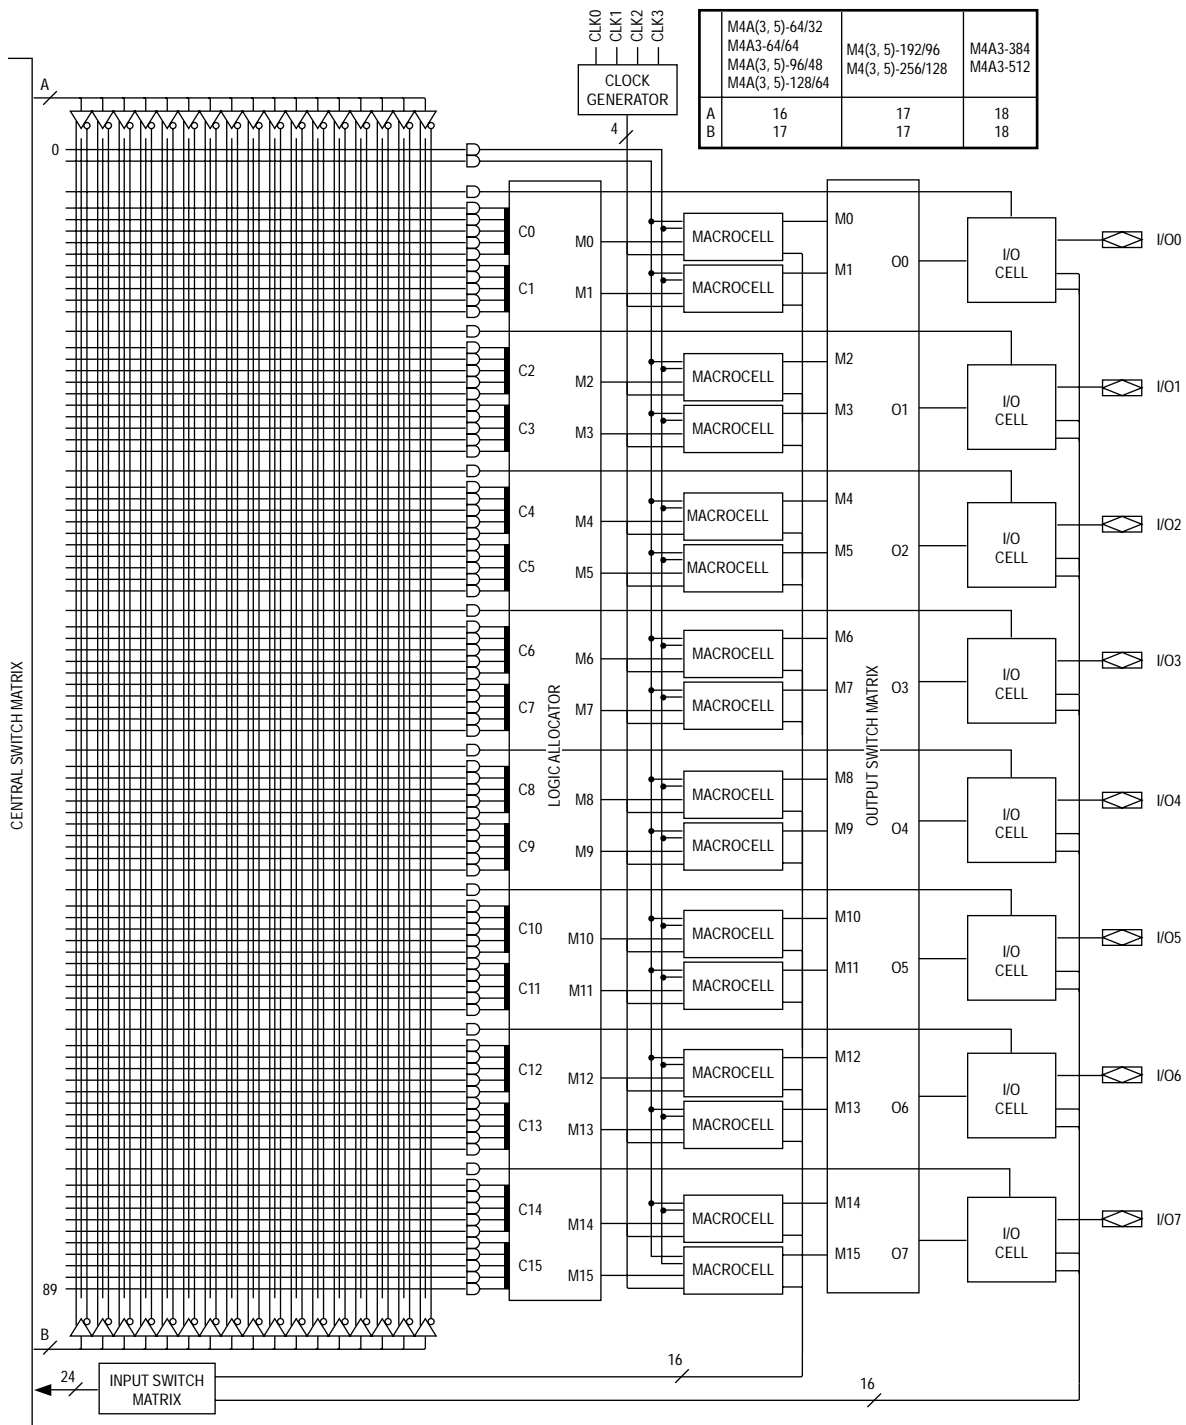 CLK0
CLK1
CLK2
CLK3
CLOCK
GENERATOR
4
M4A(3, 5)-64/32
M4A3-64/64
M4A(3, 5)-96/48
M4A(3, 5)-128/64
M4(3, 5)-192/96
M4(3, 5)-256/128
M4A3-384
M4A3-512
A 16 17 18
B 17 17 18
CENTRAL SWITCH MATRIX
A
0
LOGIC ALLOCATOR
OUTPUT SWITCH MATRIX
C0 M0 MACROCELL M0
C1 M1 MACROCELL M1
O0 I/O CELL I/O0
C2 M2 MACROCELL M2
C3 M3 MACROCELL M3
O1 I/O CELL I/O1
C4 M4 MACROCELL M4
C5 M5 MACROCELL M5
O2 I/O CELL I/O2
C6 M6 MACROCELL M6
C7 M7 MACROCELL M7
O3 I/O CELL I/O3
C8 M8 MACROCELL M8
C9 M9 MACROCELL M9
O4 I/O CELL I/O4
C10 M10 MACROCELL M10
C11 M11 MACROCELL M11
O5 I/O CELL I/O5
C12 M12 MACROCELL M12
C13 M13 MACROCELL M13
O6 I/O CELL I/O6
C14 M14 MACROCELL M14
C15 M15 MACROCELL M15
O7 I/O CELL I/O7
89
B
24
INPUT SWITCH
MATRIX
16
16